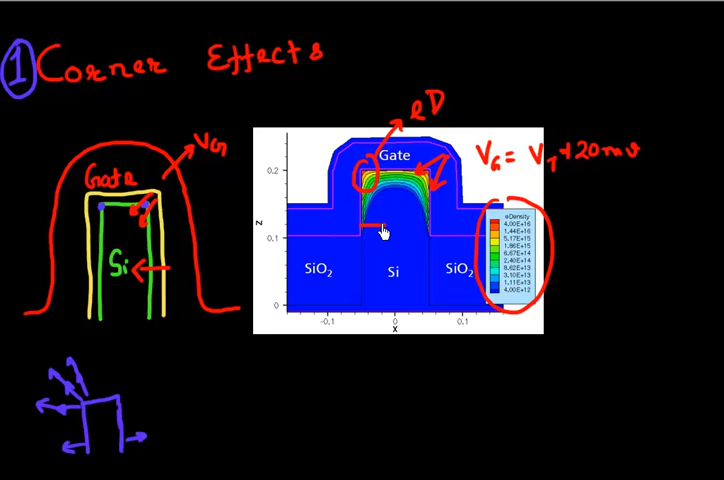 1 Corner Effects
eD
VG
VG = VT + 20mv
Gate
Si
Gate
SiO2
Si
SiO2
z
0.2
0.1
0
-0.1
0
0.1
x
eDensity
4.00E+16
1.44E+16
5.17E+15
1.86E+15
6.67E+14
2.40E+14
8.62E+13
3.10E+13
1.11E+13
4.00E+12